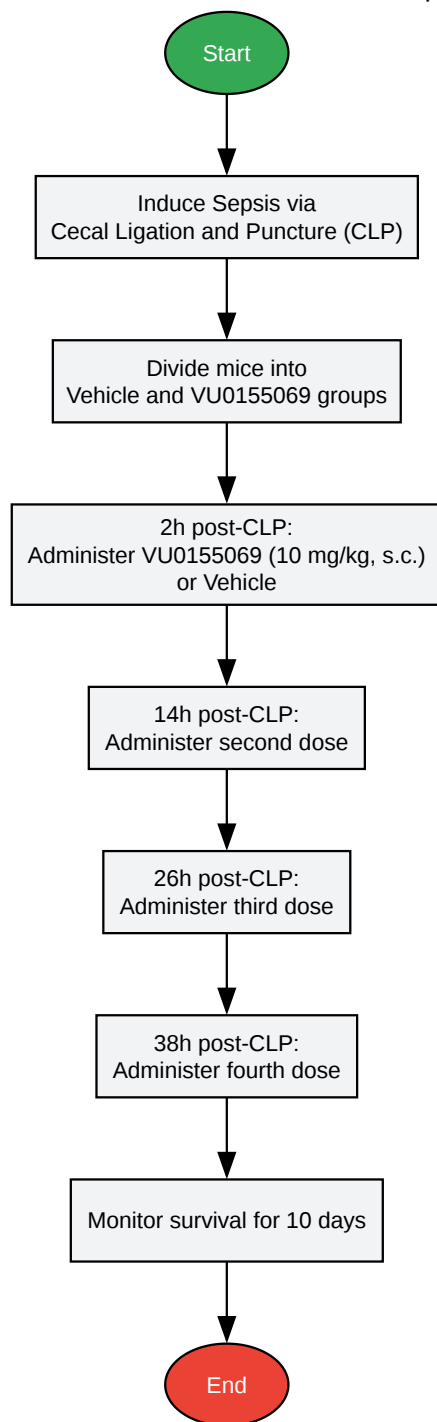 Start
Induce Sepsis via
Cecal Ligation and Puncture (CLP)
Divide mice into
Vehicle and VU0155069 groups
2h post-CLP:
Administer VU0155069 (10 mg/kg, s.c.)
or Vehicle
14h post-CLP:
Administer second dose
26h post-CLP:
Administer third dose
38h post-CLP:
Administer fourth dose
Monitor survival for 10 days
End